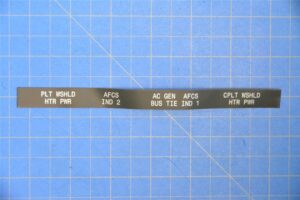 PLT WSHLD AFCS AC GEN AFCS CPLT WSHLD
HTR PWR IND 2 BUS TIE IND 1 HTR PWR